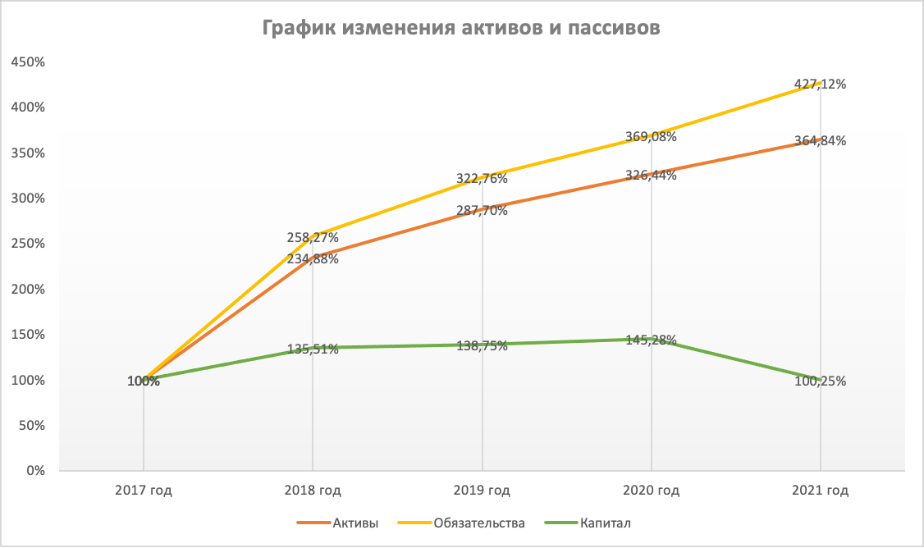 График изменения активов и пассивов
450%
400%
350%
300%
250%
200%
150%
100%
50%
0%
427,12%
369,08%
364,84%
322,76%
326,44%
287,70%
258,27%
234,88%
135,51%
138,75%
145,28%
100%
100,25%
2017 год
2018 год
2019 год
2020 год
2021 год
Активы
Обязательства
Капитал